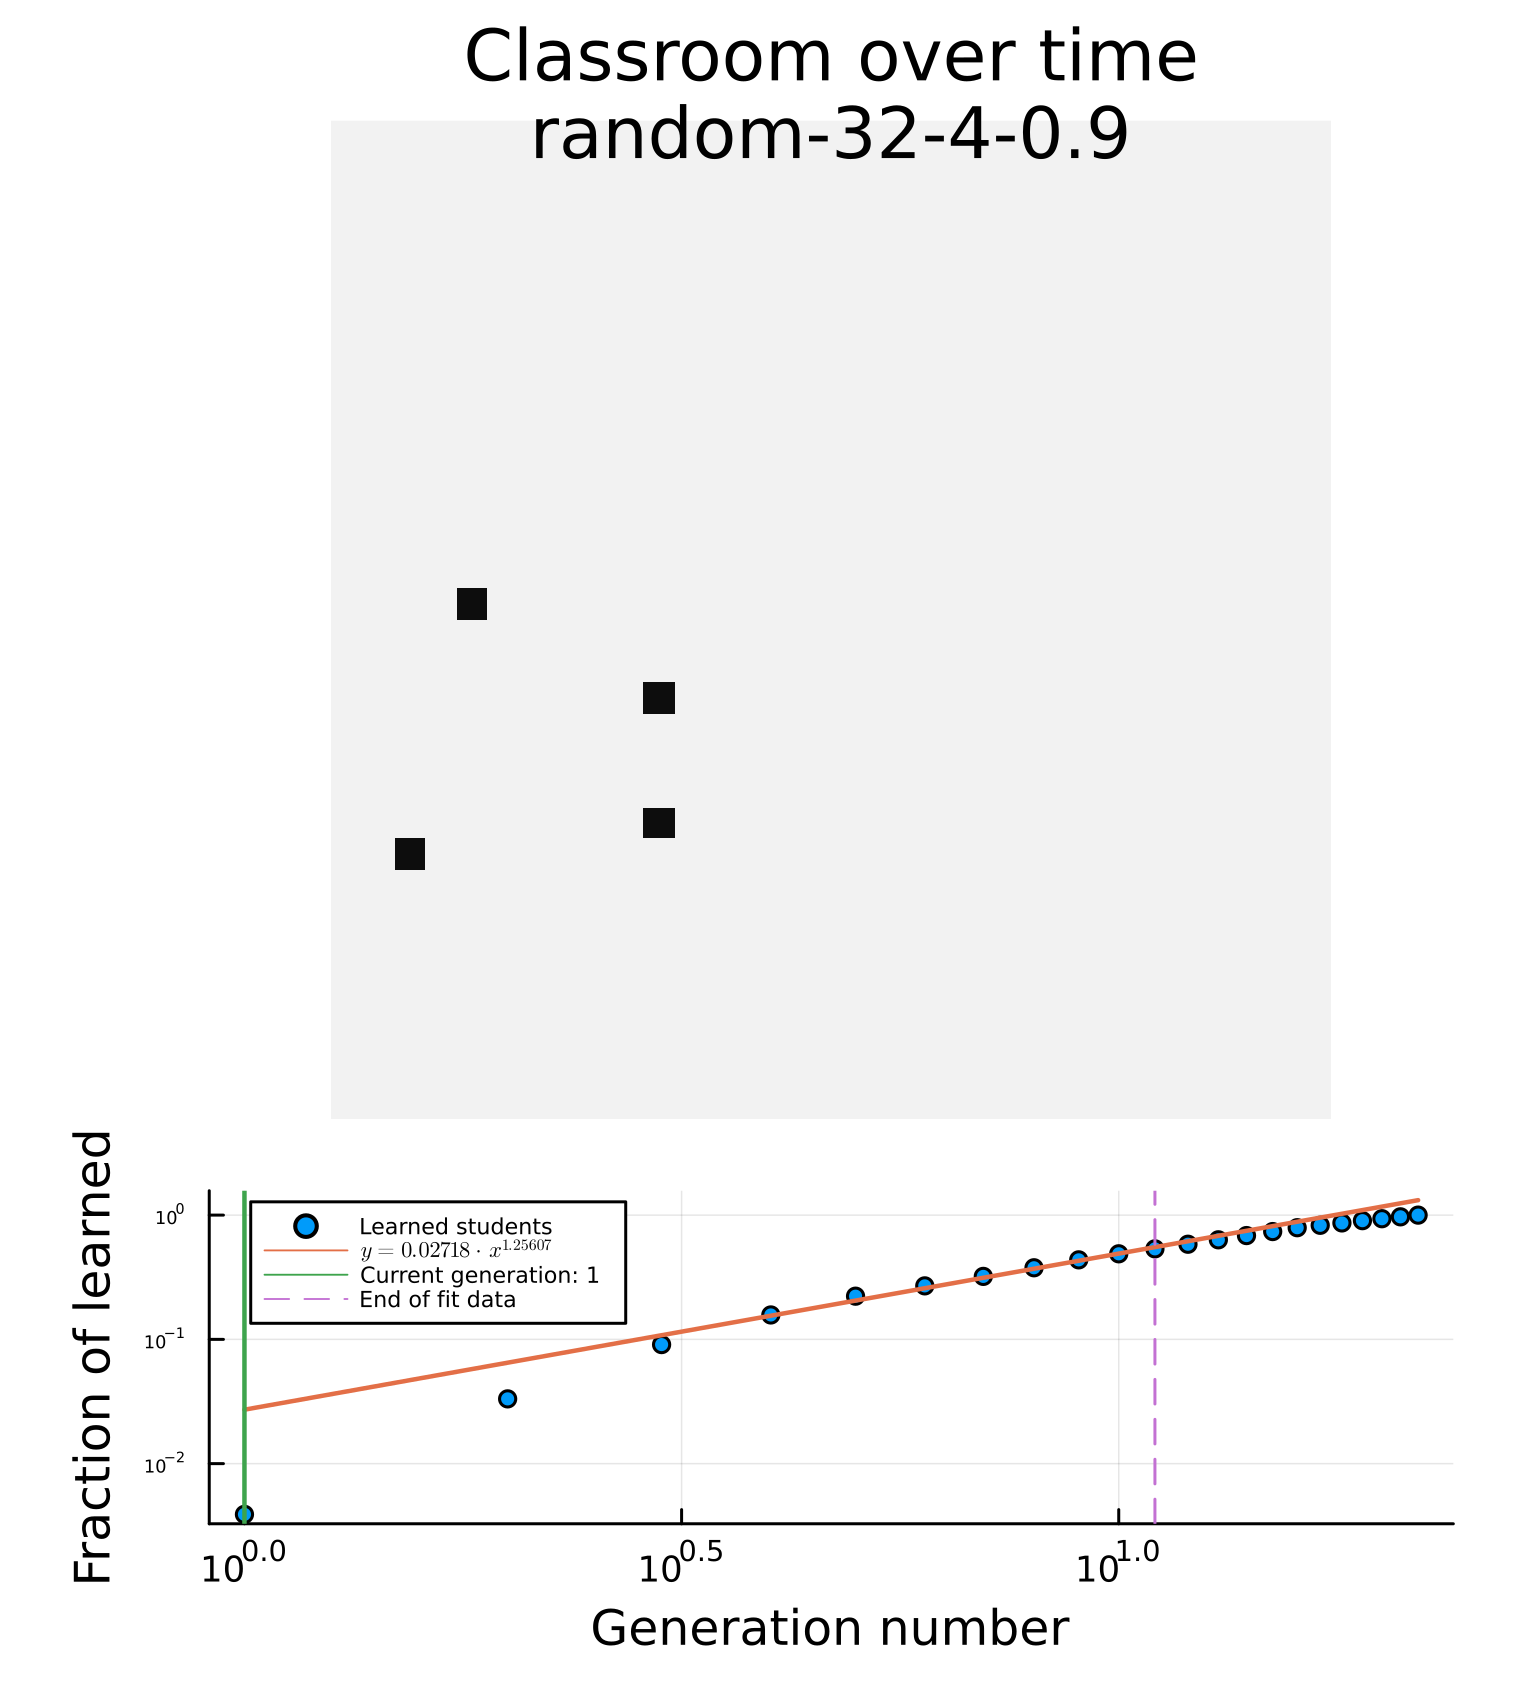 Classroom over time
random-32-4-0.9
Fraction of learned
10⁰
10⁻¹
10⁻²
Learned students
y = 0.02718 · x^1.25607
Current generation: 1
End of fit data
10^0.0
10^0.5
10^1.0
Generation number